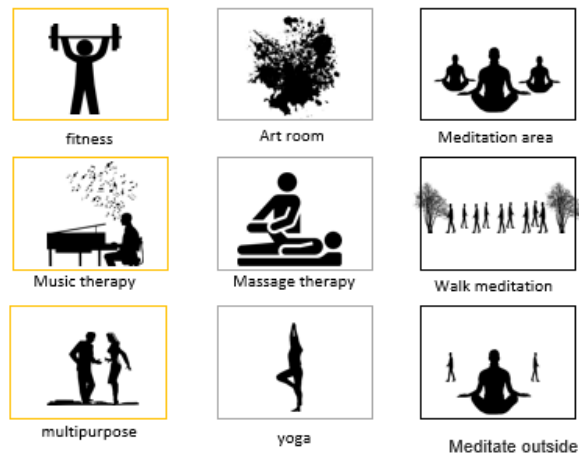 fitness
Art room
Meditation area
Music therapy
Massage therapy
Walk meditation
multipurpose
yoga
Meditate outside